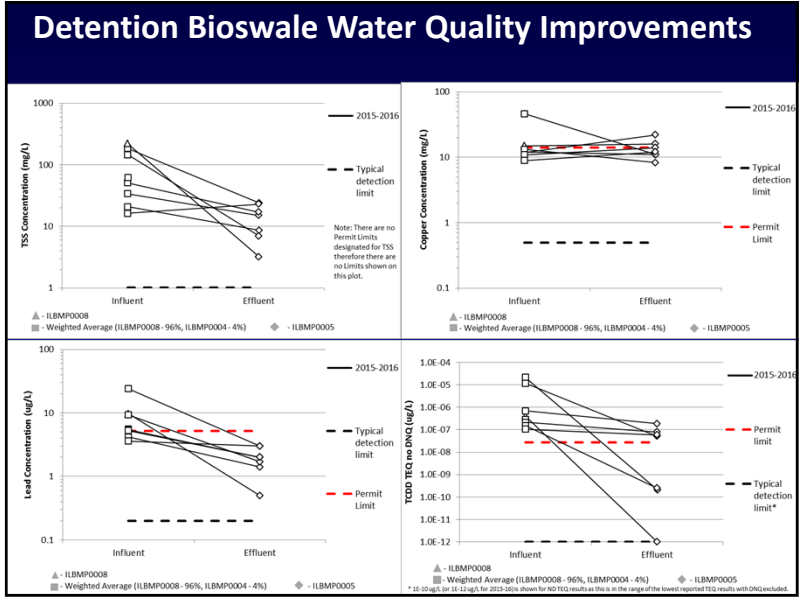 Detention Bioswale Water Quality Improvements
TSS Concentration (mg/L)
1000
100
10
1
Influent
Effluent
2015-2016
Typical
detection
limit
Note: There are no
Permit Limits
designated for TSS
therefore there are
no Limits shown on
this plot.
- ILBMP0008
- Weighted Average (ILBMP0008 - 96%, ILBMP0004 - 4%)
- ILBMP0005
Copper Concentration (mg/L)
100
10
1
0.1
Influent
Effluent
2015-2016
Typical
detection
limit
Permit
Limit
- ILBMP0008
- Weighted Average (ILBMP0008 - 96%, ILBMP0004 - 4%)
- ILBMP0005
Lead Concentration (ug/L)
100
10
1
0.1
Influent
Effluent
2015-2016
Typical
detection
limit
Permit
Limit
- ILBMP0008
- Weighted Average (ILBMP0008 - 96%, ILBMP0004 - 4%)
- ILBMP0005
TCDD TEQ no DNQ (ug/L)
1.0E-04
1.0E-05
1.0E-06
1.0E-07
1.0E-08
1.0E-09
1.0E-10
1.0E-11
1.0E-12
Influent
Effluent
2015-2016
Permit
limit
Typical
detection
limit*
- ILBMP0008
- Weighted Average (ILBMP0008 - 96%, ILBMP0004 - 4%)
- ILBMP0005
* 1E-10 ug/L (or 1E-12 ug/L for 2015-16) is shown for ND TEQ results as this is in the range of the lowest reported TEQ results with DNQ excluded.